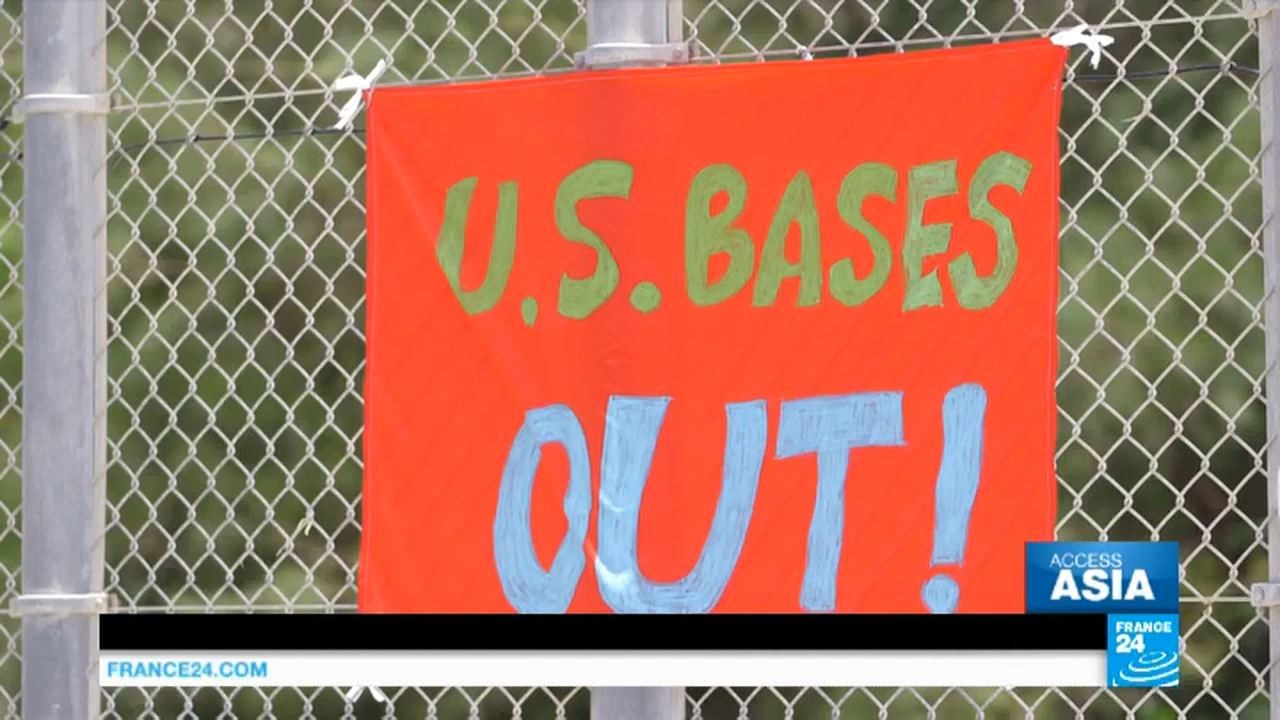 U.S. BASES
OUT!
ACCESS
ASIA
FRANCE
24
FRANCE24.COM